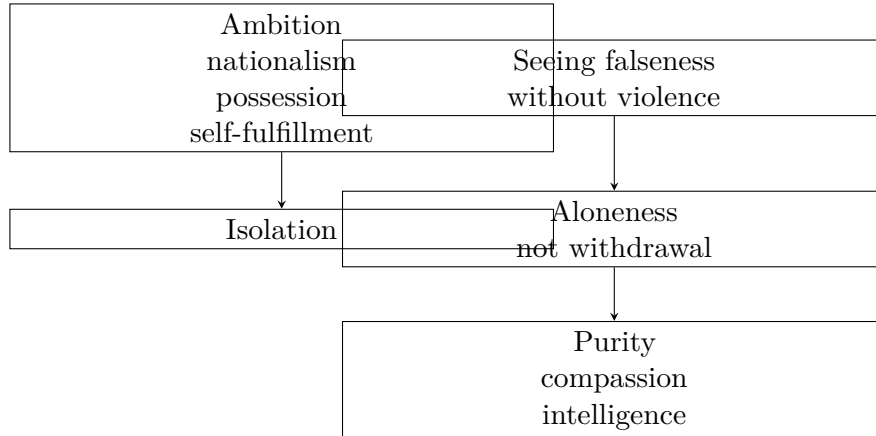 Ambition
nationalism
possession
self-fulfillment
Isolation
Seeing falseness
without violence
Aloneness
not withdrawal
Purity
compassion
intelligence